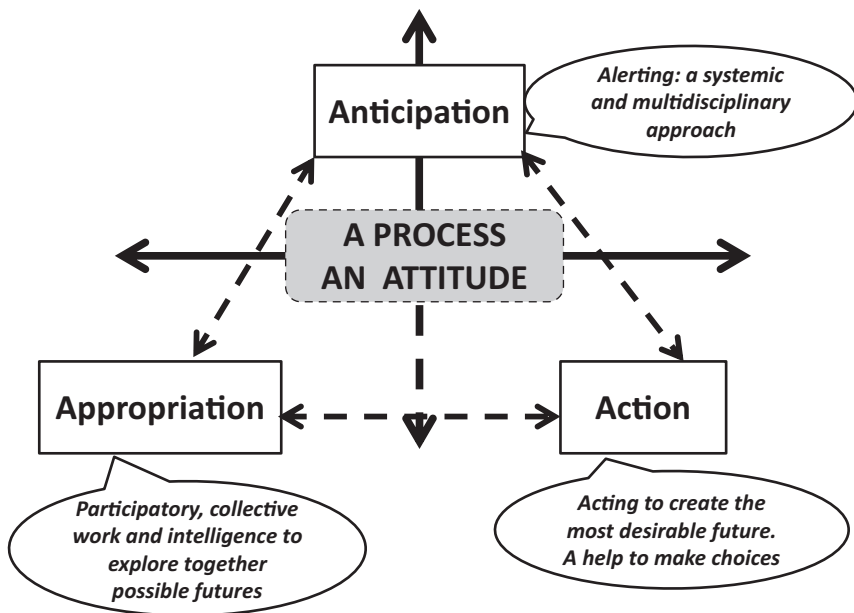 Anticipation
Alerting: a systemic
and multidisciplinary
approach
A PROCESS
AN ATTITUDE
Appropriation
Action
Participatory, collective
work and intelligence to
explore together
possible futures
Acting to create the
most desirable future.
A help to make choices